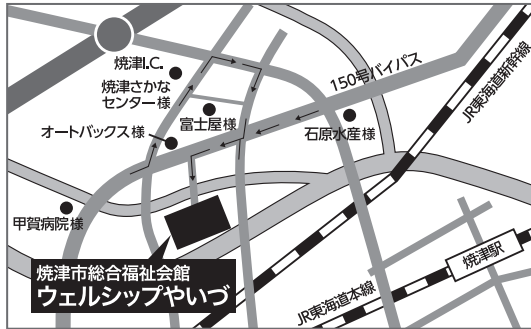 焼津I.C.
焼津さかな
センター様
150号バイパス
JR東海道新幹線
富士屋様
オートバックス様
石原水産様
甲賀病院様
焼津市総合福祉会館
ウェルシップやいづ
焼津駅
JR東海道本線